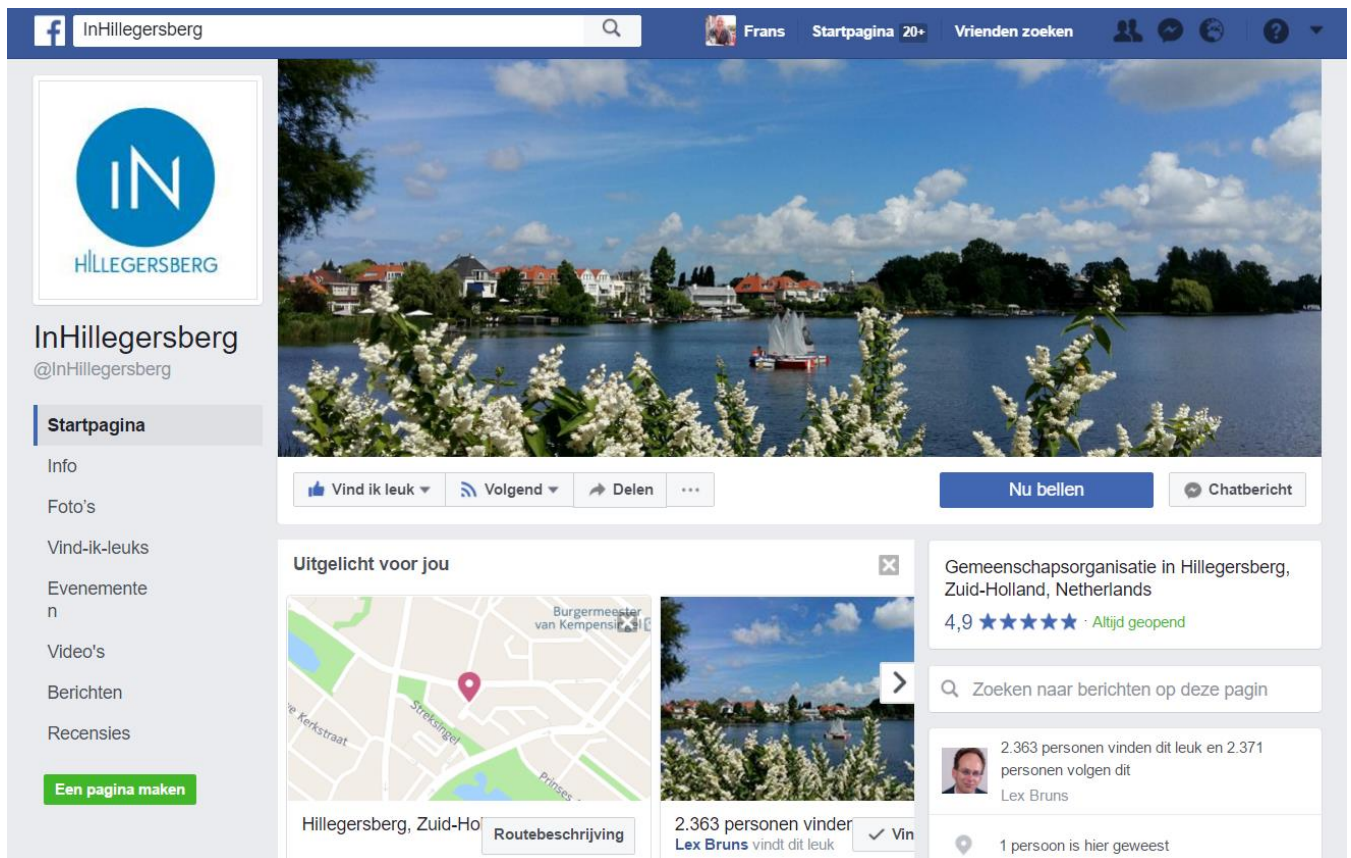 InHillegersberg
Frans
Startpagina 20+
Vrienden zoeken
IN
HILLEGERSBERG
InHillegersberg
@InHillegersberg
Startpagina
Info
Foto's
Vind-ik-leuks
Evenemente
n
Video's
Berichten
Recensies
Een pagina maken
Vind ik leuk
Volgend
Delen
Nu bellen
Chatbericht
Uitgelicht voor jou
Burgermeester
van Kempensingel
Kerkstraat
Streksingel
Prinses
Hillegersberg, Zuid-Ho
Routebeschrijving
2.363 personen vinder
Lex Bruns vindt dit leuk
Vin
Gemeenschapsorganisatie in Hillegersberg,
Zuid-Holland, Netherlands
4,9 ★★★★★ · Altijd geopend
Zoeken naar berichten op deze pagin
2.363 personen vinden dit leuk en 2.371
personen volgen dit
Lex Bruns
1 persoon is hier geweest